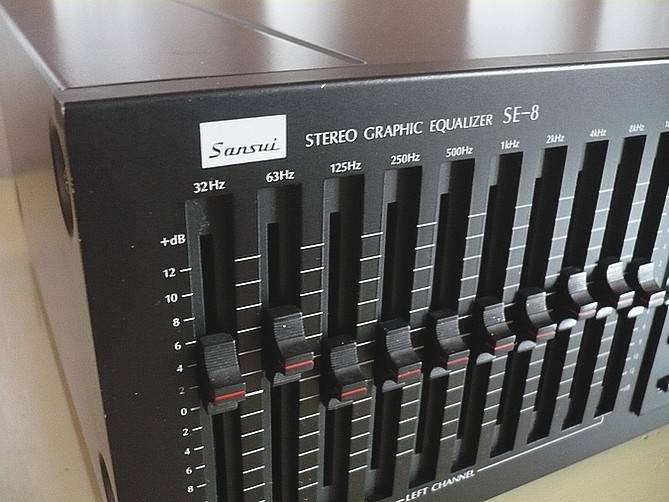 Sansui STEREO GRAPHIC EQUALIZER SE-8
32Hz 63Hz 125Hz 250Hz 500Hz 1kHz 2kHz 4kHz 8kHz
+dB
12
10
8
6
4
2
0
2
4
6
8
LEFT CHANNEL